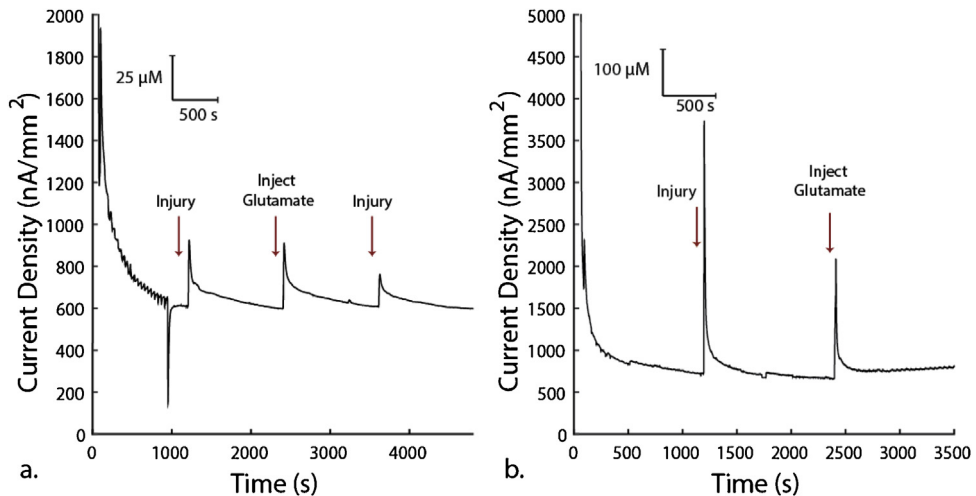 2000
1800
1600
1400
1200
1000
800
600
400
200
0
Current Density (nA/mm²)
25 µM
500 s
Injury
Inject
Glutamate
Injury
0 1000 2000 3000 4000
Time (s)
a.
5000
4500
4000
3500
3000
2500
2000
1500
1000
500
0
Current Density (nA/mm²)
100 µM
500 s
Injury
Inject
Glutamate
0 500 1000 1500 2000 2500 3000 3500
Time (s)
b.